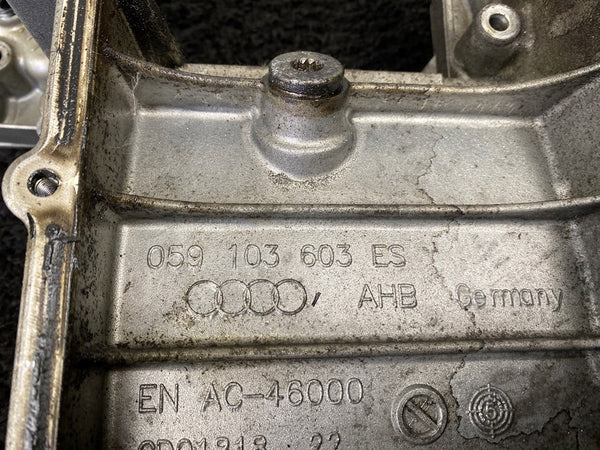 059 103 603 ES
AHB Germany
EN AC-46000